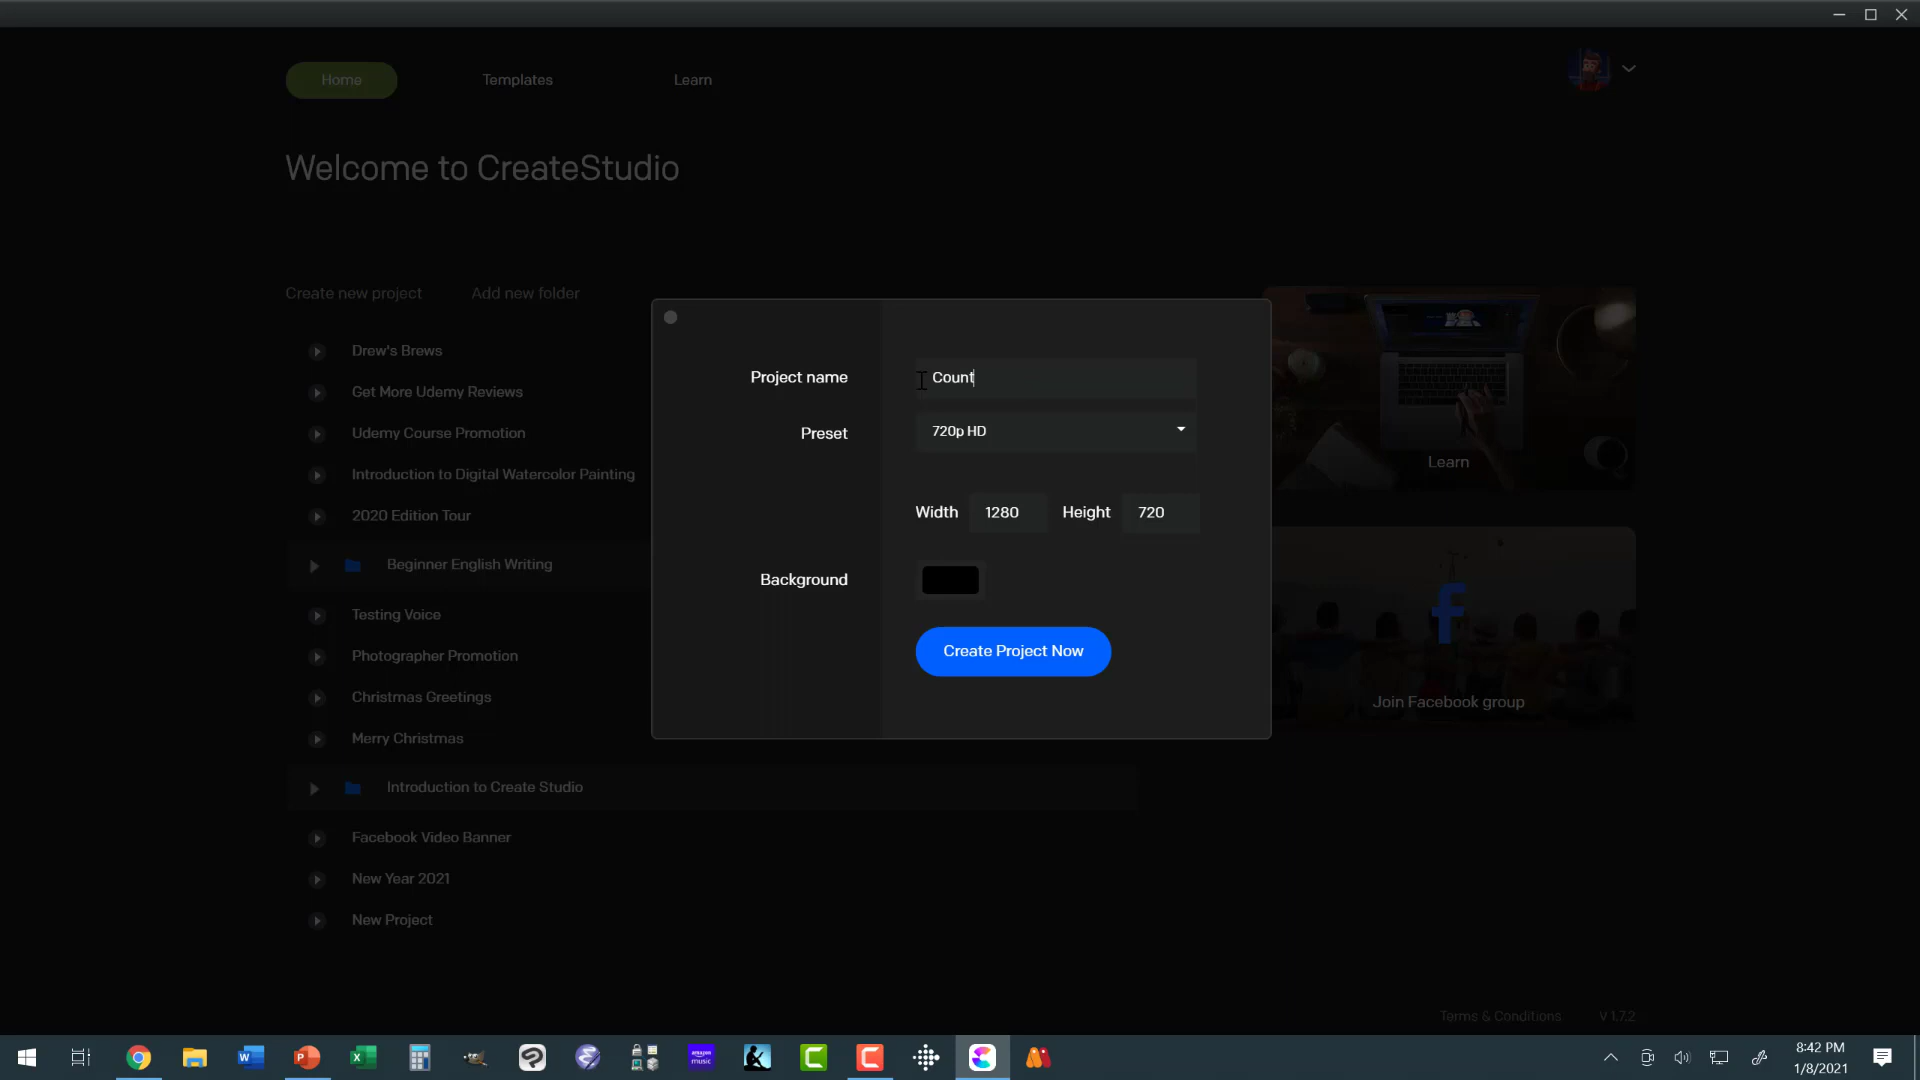 Home
Templates
Learn
Welcome to CreateStudio
Create new project
Add new folder
Drew's Brews
Get More Udemy Reviews
Udemy Course Promotion
Introduction to Digital Watercolor Painting
2020 Edition Tour
Beginner English Writing
Testing Voice
Photographer Promotion
Christmas Greetings
Merry Christmas
Introduction to Create Studio
Facebook Video Banner
New Year 2021
New Project
Project name
Count
Preset
720p HD
Width
1280
Height
720
Background
Create Project Now
Learn
Join Facebook group
Terms & Conditions
V 1.7.2
amazon music
8:42 PM
1/8/2021